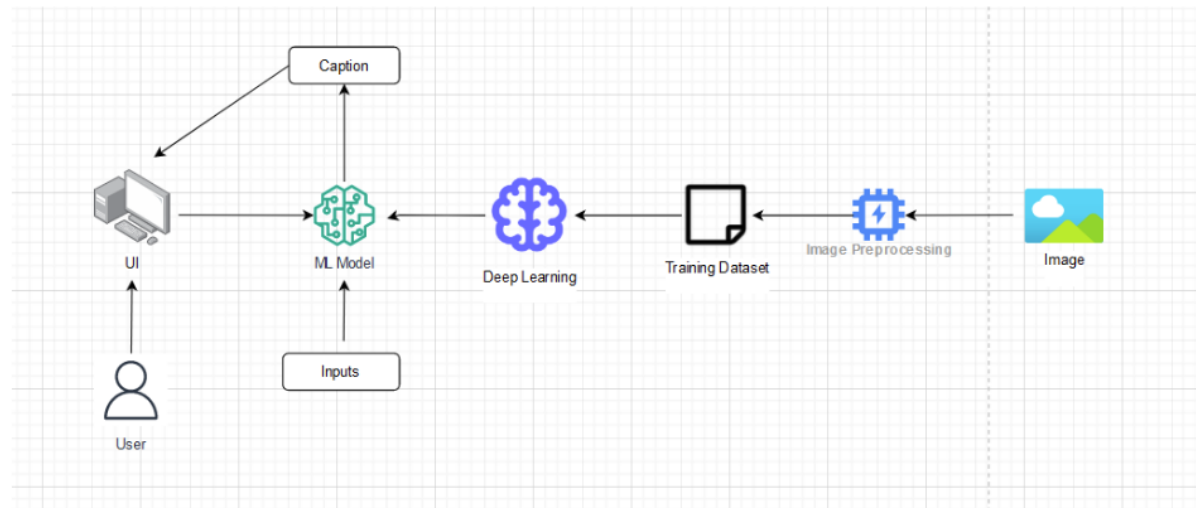 Caption
UI
ML Model
Deep Learning
Training Dataset
Image Preprocessing
Image
Inputs
User